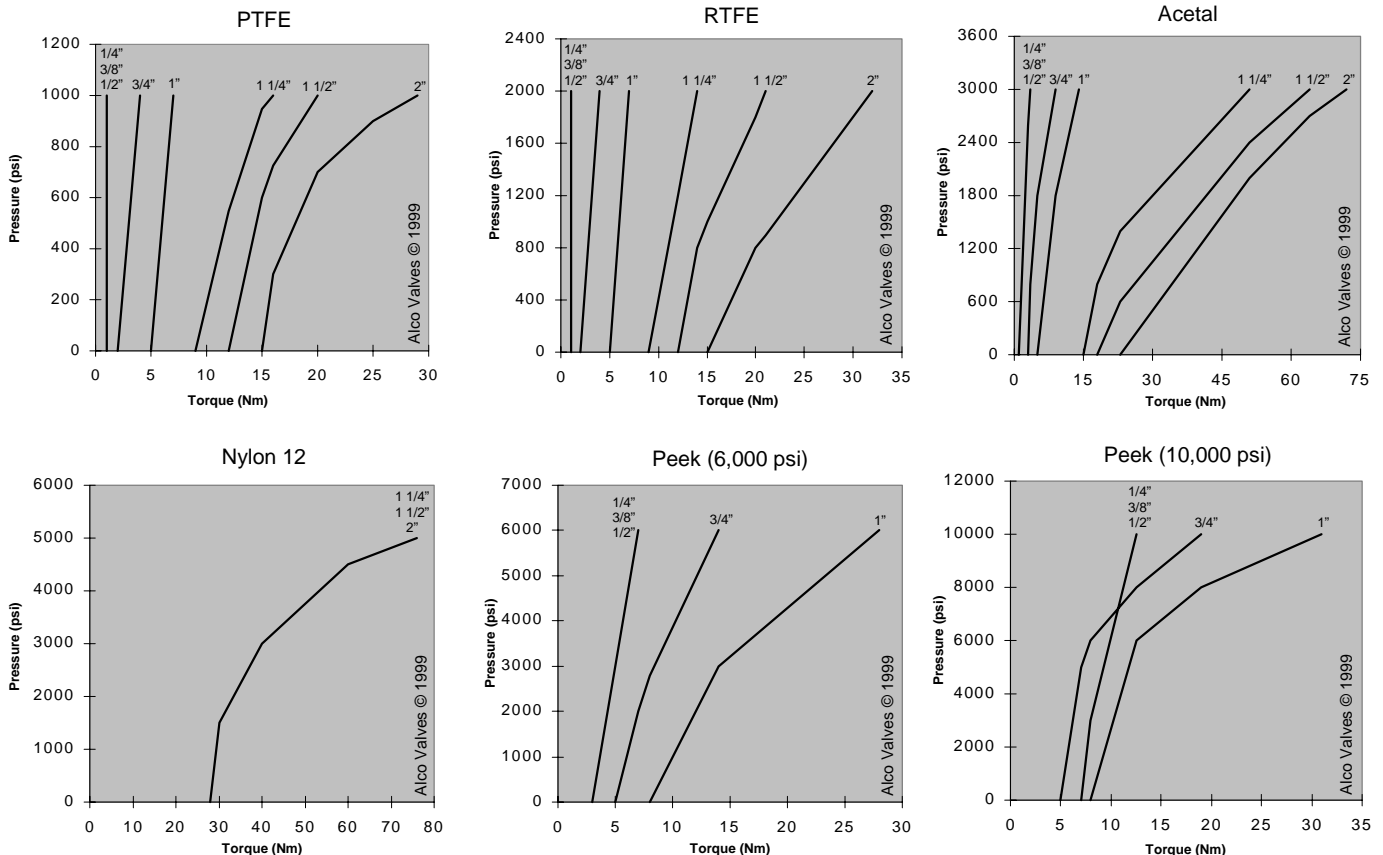 PTFE
Pressure (psi)
1200
1000
800
600
400
200
0
1/4”
3/8”
1/2”
3/4”
1”
1 1/4”
1 1/2”
2”
Alco Valves © 1999
0 5 10 15 20 25 30
Torque (Nm)
RTFE
Pressure (psi)
2400
2000
1600
1200
800
400
0
1/4”
3/8”
1/2”
3/4”
1”
1 1/4”
1 1/2”
2”
Alco Valves © 1999
0 5 10 15 20 25 30 35
Torque (Nm)
Acetal
Pressure (psi)
3600
3000
2400
1800
1200
600
0
1/4”
3/8”
1/2”
3/4”
1”
1 1/4”
1 1/2”
2”
Alco Valves © 1999
0 15 30 45 60 75
Torque (Nm)
Nylon 12
Pressure (psi)
6000
5000
4000
3000
2000
1000
0
1 1/4”
1 1/2”
2”
Alco Valves © 1999
0 10 20 30 40 50 60 70 80
Torque (Nm)
Peek (6,000 psi)
Pressure (psi)
7000
6000
5000
4000
3000
2000
1000
0
1/4”
3/8”
1/2”
3/4”
1”
Alco Valves © 1999
0 5 10 15 20 25 30
Torque (Nm)
Peek (10,000 psi)
Pressure (psi)
12000
10000
8000
6000
4000
2000
0
1/4”
3/8”
1/2”
3/4”
1”
Alco Valves © 1999
0 5 10 15 20 25 30 35
Torque (Nm)